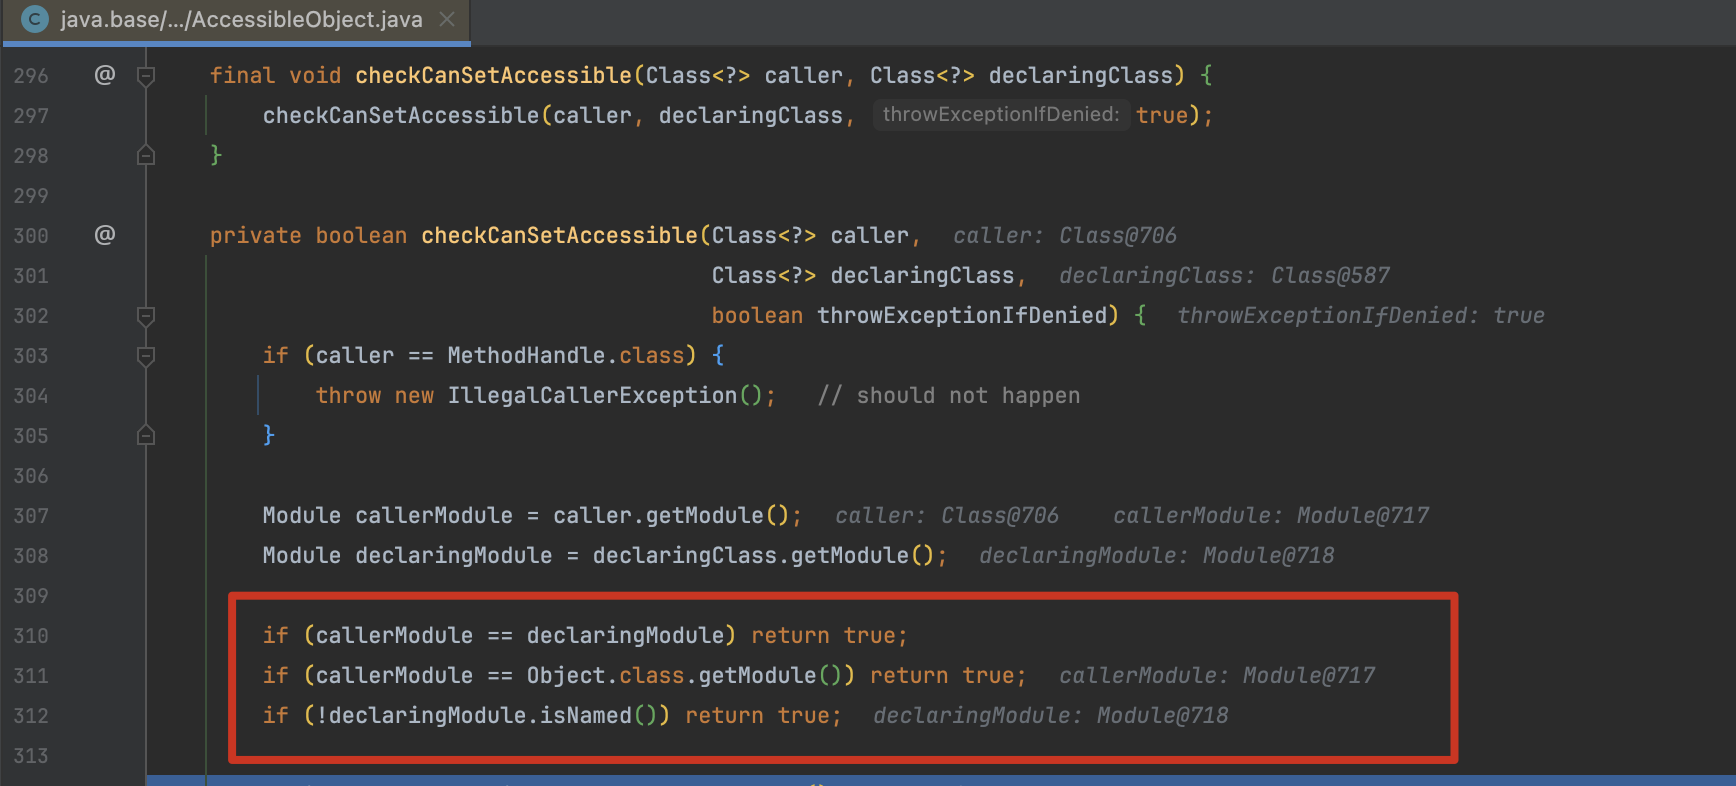 C java.base/.../AccessibleObject.java
296 @ final void checkCanSetAccessible(Class<?> caller, Class<?> declaringClass) {
297 checkCanSetAccessible(caller, declaringClass, throwExceptionIfDenied: true);
298 }
299
300 @ private boolean checkCanSetAccessible(Class<?> caller, caller: Class@706
301 Class<?> declaringClass, declaringClass: Class@587
302 boolean throwExceptionIfDenied) { throwExceptionIfDenied: true
303 if (caller == MethodHandle.class) {
304 throw new IllegalCallerException(); // should not happen
305 }
306
307 Module callerModule = caller.getModule(); caller: Class@706 callerModule: Module@717
308 Module declaringModule = declaringClass.getModule(); declaringModule: Module@718
309
310 if (callerModule == declaringModule) return true;
311 if (callerModule == Object.class.getModule()) return true; callerModule: Module@717
312 if (!declaringModule.isNamed()) return true; declaringModule: Module@718
313